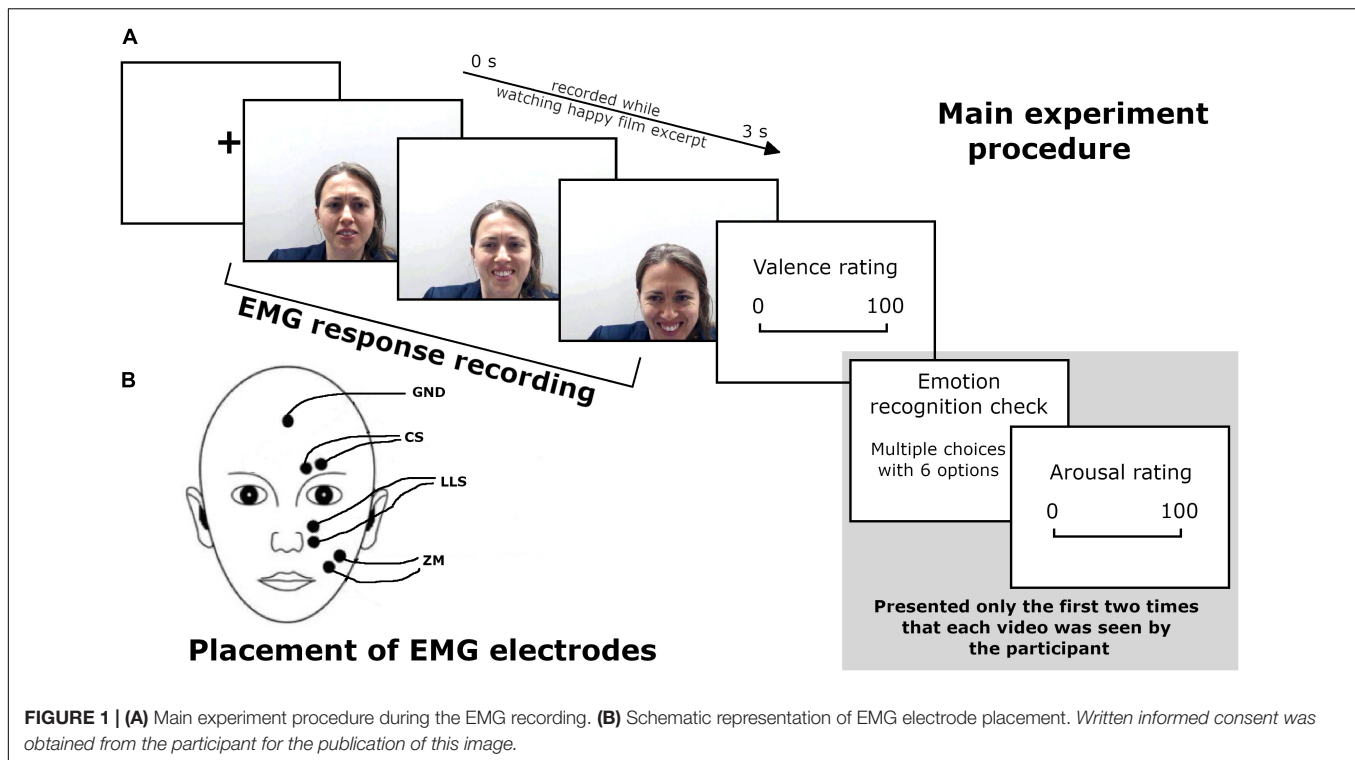 A
0 s
recorded while
watching happy film excerpt
3 s
Main experiment
procedure
+
EMG response recording
Valence rating
0 100
Emotion
recognition check
Multiple choices
with 6 options
Arousal rating
0 100
Presented only the first two times
that each video was seen by
the participant
B
GND
CS
LLS
ZM
Placement of EMG electrodes
FIGURE 1 | (A) Main experiment procedure during the EMG recording. (B) Schematic representation of EMG electrode placement. Written informed consent was
obtained from the participant for the publication of this image.